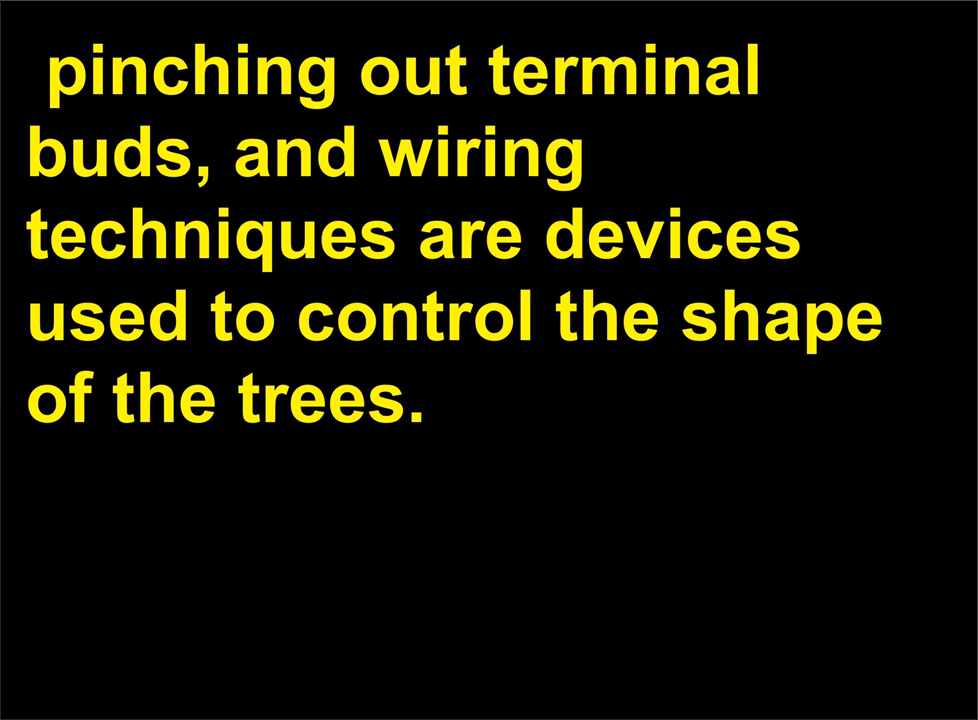 pinching out terminal
buds, and wiring
techniques are devices
used to control the shape
of the trees.